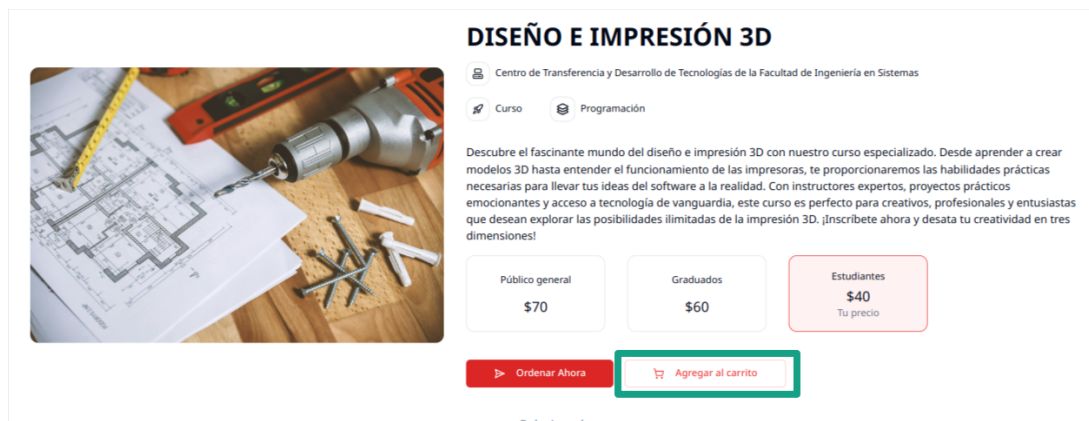 DISEÑO E IMPRESIÓN 3D
Centro de Transferencia y Desarrollo de Tecnologías de la Facultad de Ingeniería en Sistemas
Curso
Programación
Descubre el fascinante mundo del diseño e impresión 3D con nuestro curso especializado. Desde aprender a crear
modelos 3D hasta entender el funcionamiento de las impresoras, te proporcionaremos las habilidades prácticas
necesarias para llevar tus ideas del software a la realidad. Con instructores expertos, proyectos prácticos
emocionantes y acceso a tecnología de vanguardia, este curso es perfecto para creativos, profesionales y entusiastas
que desean explorar las posibilidades ilimitadas de la impresión 3D. ¡Inscríbete ahora y desata tu creatividad en tres
dimensiones!
Público general
$70
Graduados
$60
Estudiantes
$40
Tu precio
Ordenar Ahora
Agregar al carrito